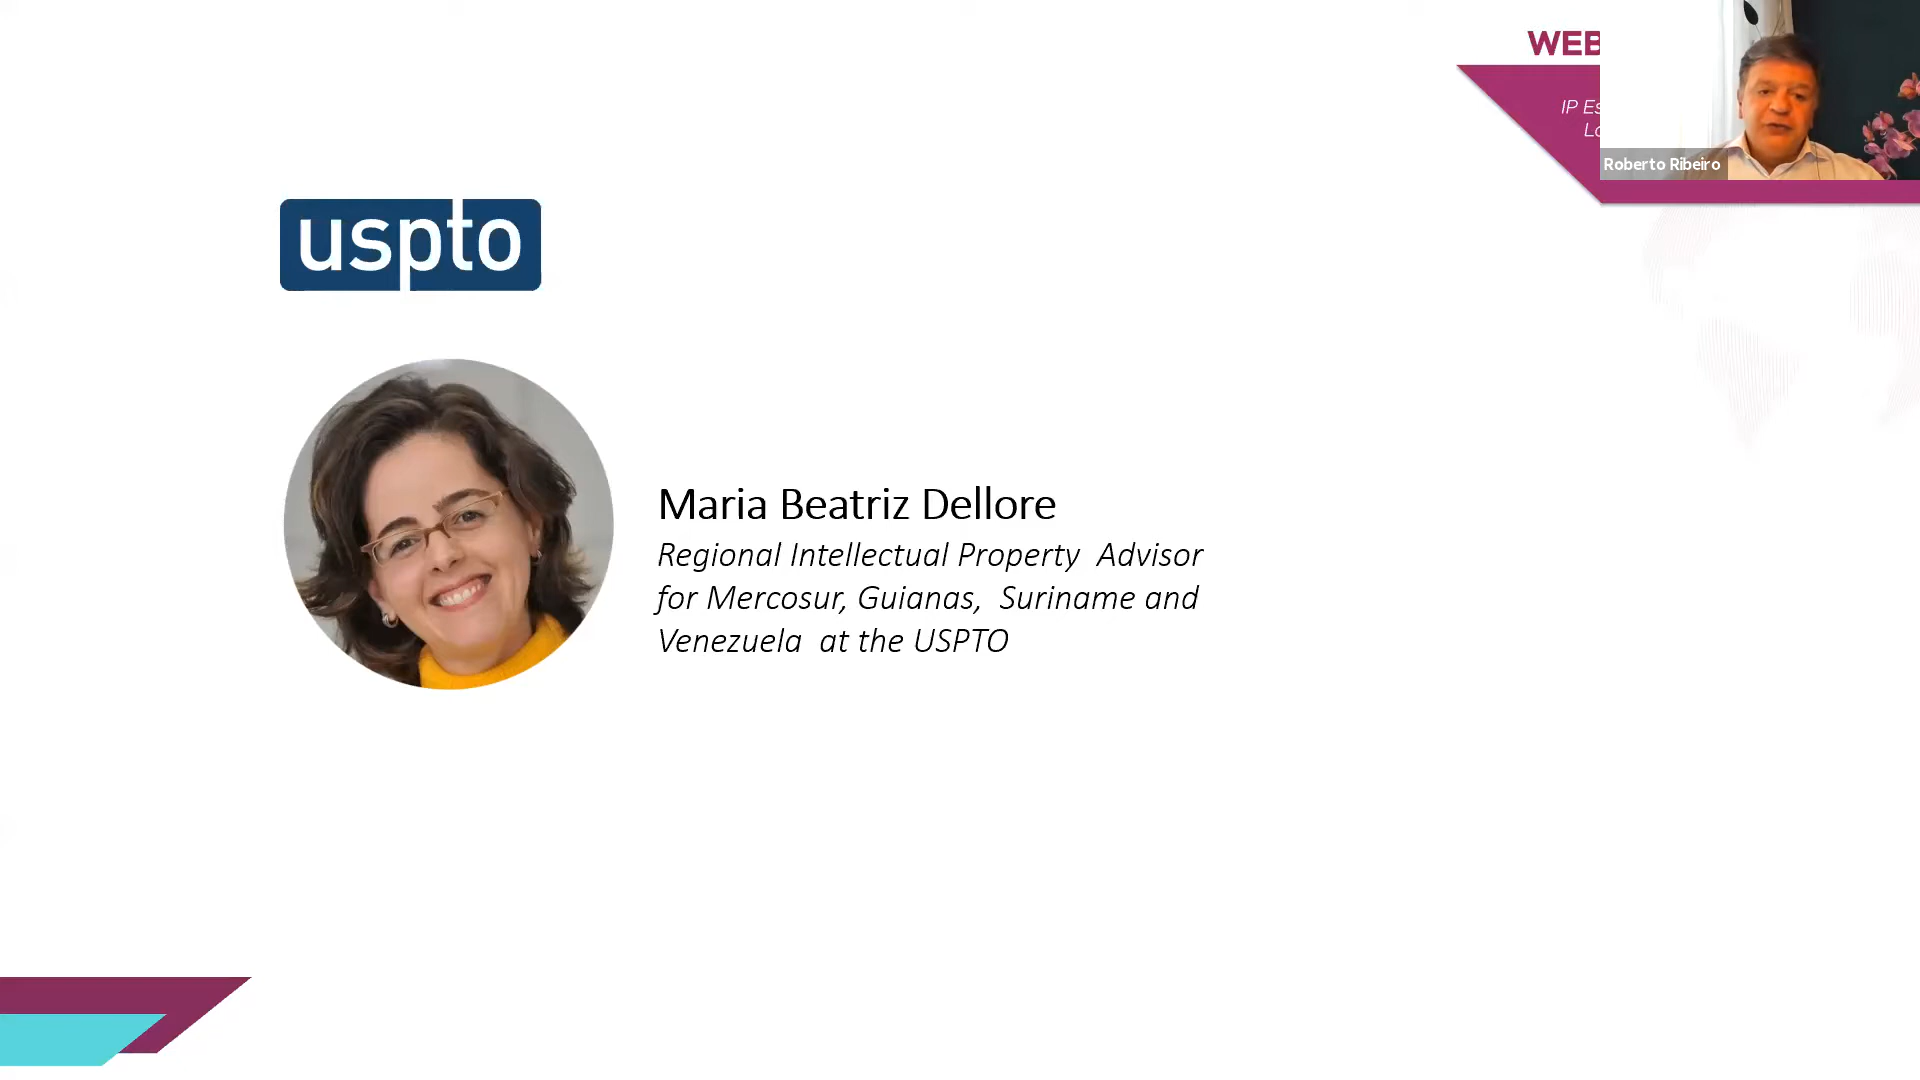 WEB
IP Es
Lo
Roberto Ribeiro
uspto
Maria Beatriz Dellore
Regional Intellectual Property  Advisor
for Mercosur, Guianas,  Suriname and
Venezuela  at the USPTO